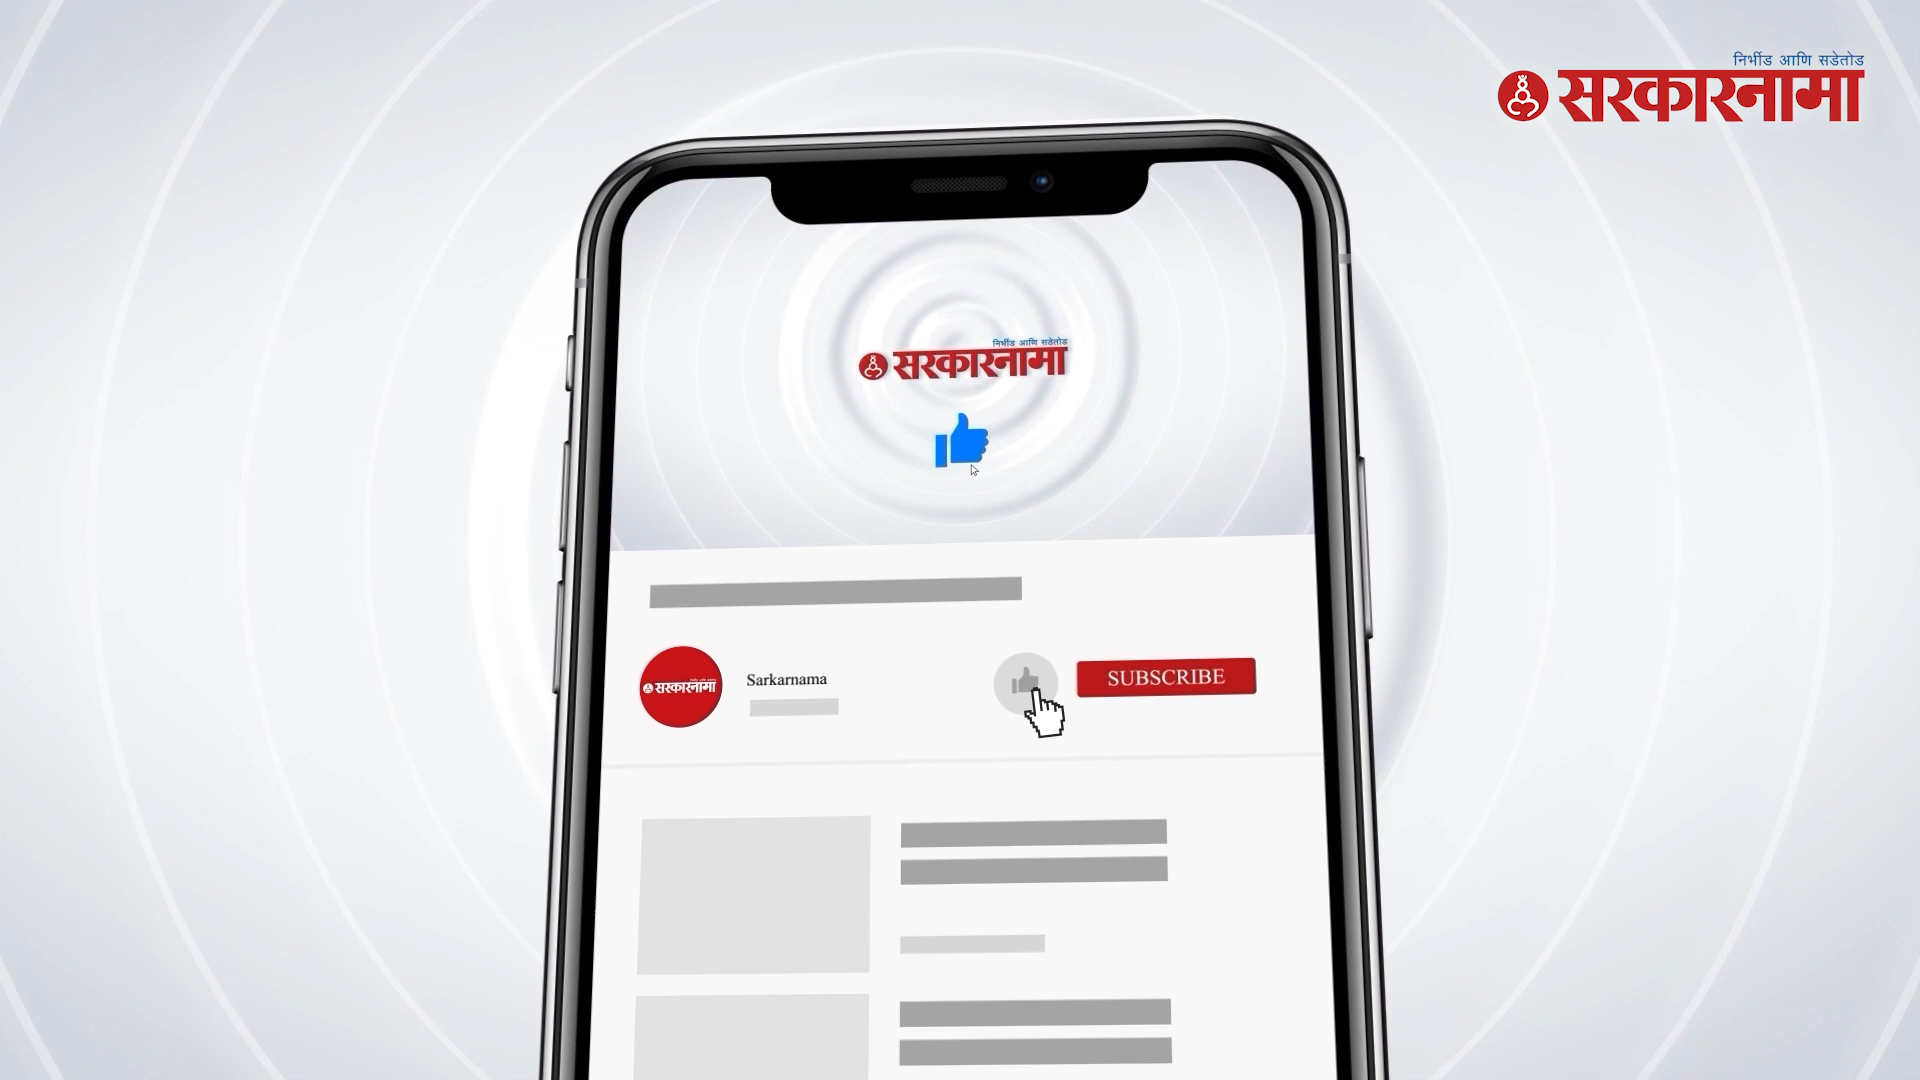 निर्भीड आणि सडेतोड
सरकारनामा
निर्भीड आणि सडेतोड
सरकारनामा
सरकारनामा
Sarkarnama
SUBSCRIBE